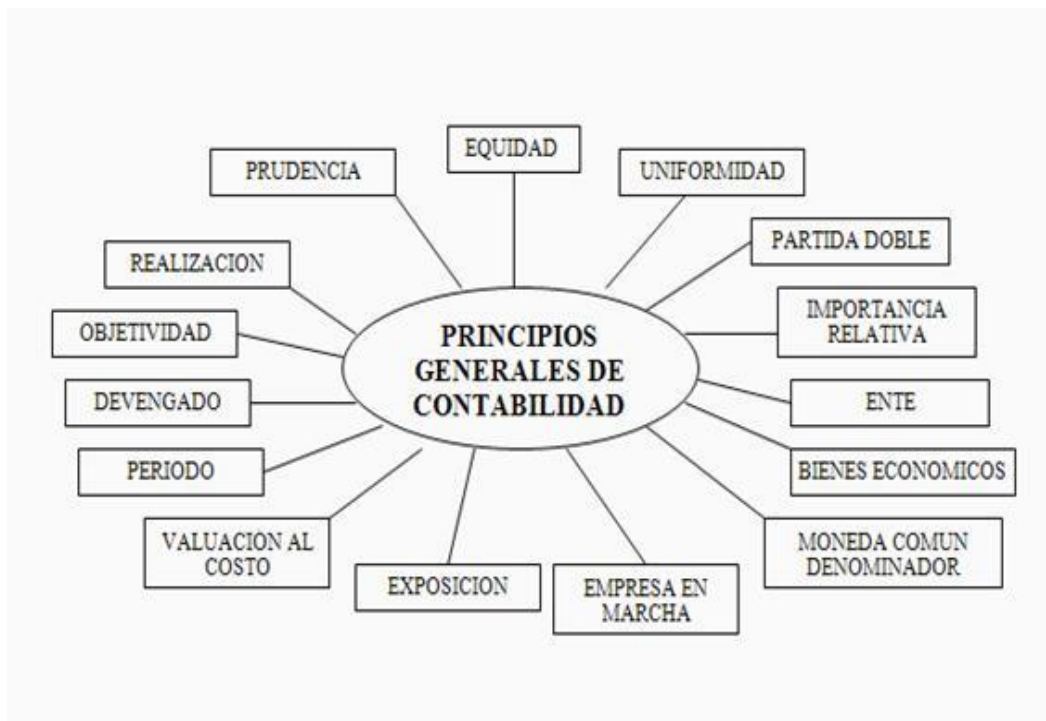 EQUIDAD
PRUDENCIA
UNIFORMIDAD
PARTIDA DOBLE
REALIZACION
IMPORTANCIA
RELATIVA
OBJETIVIDAD
PRINCIPIOS
GENERALES DE
CONTABILIDAD
DEVENGADO
ENTE
PERIODO
BIENES ECONOMICOS
VALUACION AL
COSTO
MONEDA COMUN
DENOMINADOR
EXPOSICION
EMPRESA EN
MARCHA